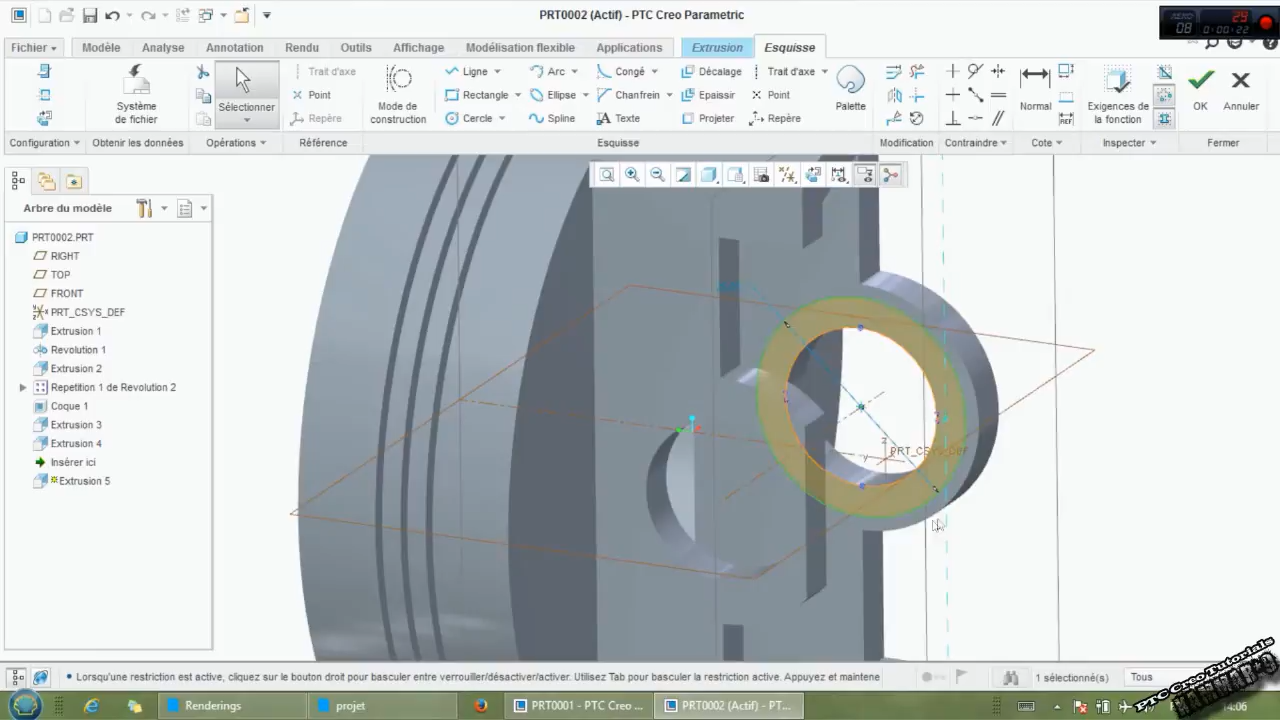 PRT0002 (Actif) - PTC Creo Parametric
08
29
0:00:22
Fichier
Modèle
Analyse
Annotation
Rendu
Outils
Affichage
Applications
Extrusion
Esquisse
Système de fichier
Sélectionner
Trait d'axe
Point
Repère
Mode de construction
Ligne
Rectangle
Cercle
Arc
Ellipse
Spline
Congé
Chanfrein
Texte
Décalage
Epaissir
Projeter
Trait d'axe
Point
Repère
Palette
Normal
REF
Exigences de la fonction
OK
Annuler
Configuration
Obtenir les données
Opérations
Référence
Esquisse
Modification
Contraindre
Cote
Inspecter
Fermer
Arbre du modèle
PRT0002.PRT
RIGHT
TOP
FRONT
PRT_CSYS_DEF
Extrusion 1
Revolution 1
Extrusion 2
Repetition 1 de Revolution 2
Coque 1
Extrusion 3
Extrusion 4
Insérer ici
Extrusion 5
PRT_CSYS_DEF
Lorsqu'une restriction est active, cliquez sur le bouton droit pour basculer entre verrouiller/activer. Utilisez Tab pour basculer la restriction active. Appuyez et maintene
1 sélectionné(s)
Tous
Renderings
projet
PRT0001 - PTC Creo ...
PRT0002 (Actif) - PT...
14:06
PTC Creo Tutorials